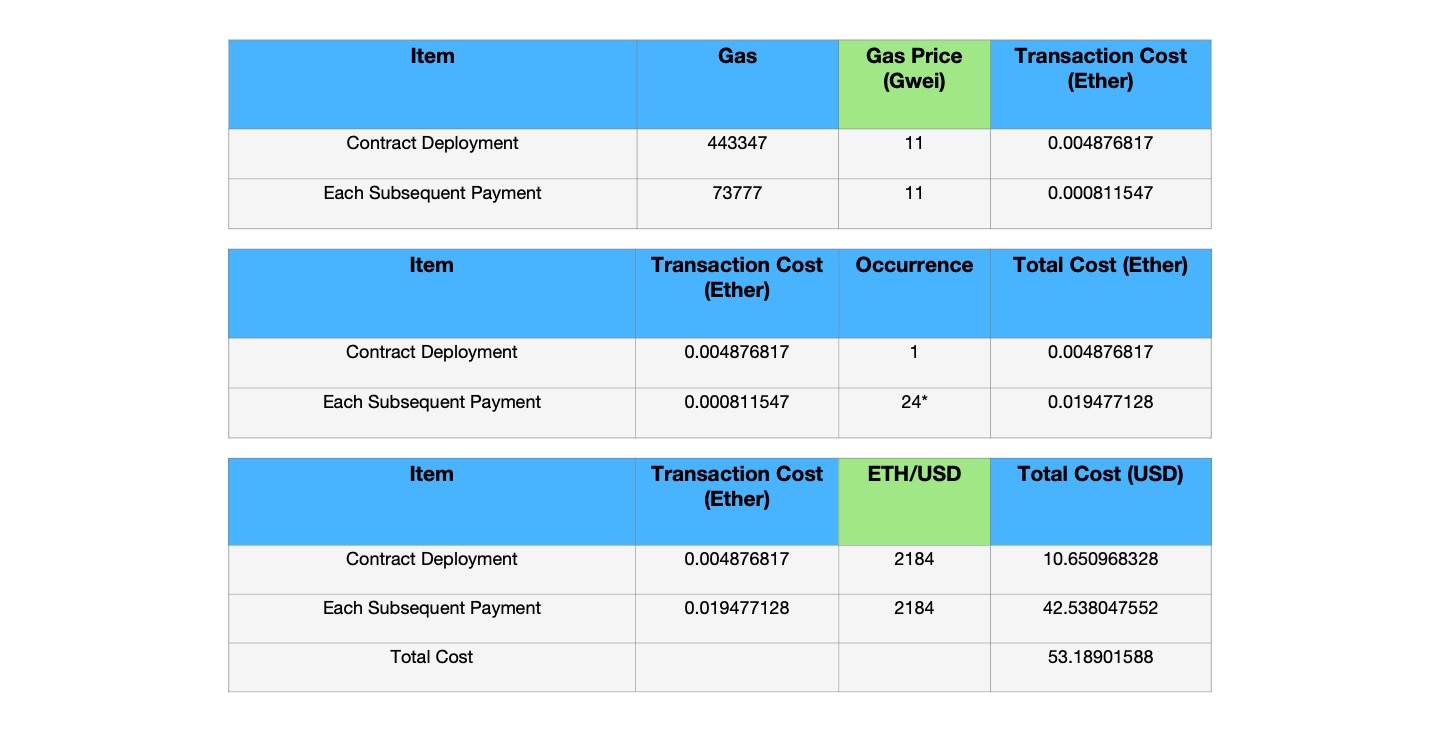 Item Gas Gas Price Transaction Cost
(Gwei) (Ether)
Contract Deployment 443347 11 0.004876817
Each Subsequent Payment 73777 11 0.000811547
Item Transaction Cost Occurrence Total Cost (Ether)
(Ether)
Contract Deployment 0.004876817 1 0.004876817
Each Subsequent Payment 0.000811547 24* 0.019477128
Item Transaction Cost ETH/USD Total Cost (USD)
(Ether)
Contract Deployment 0.004876817 2184 10.650968328
Each Subsequent Payment 0.019477128 2184 42.538047552
Total Cost 53.18901588